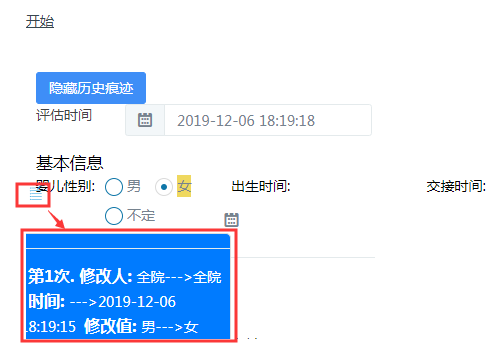 开始
隐藏历史痕迹
评估时间 2019-12-06 18:19:18
基本信息
婴儿性别: 男 女 出生时间: 交接时间:
不定
第1次. 修改人: 全院--->全院
时间: --->2019-12-06
18:19:15 修改值: 男--->女